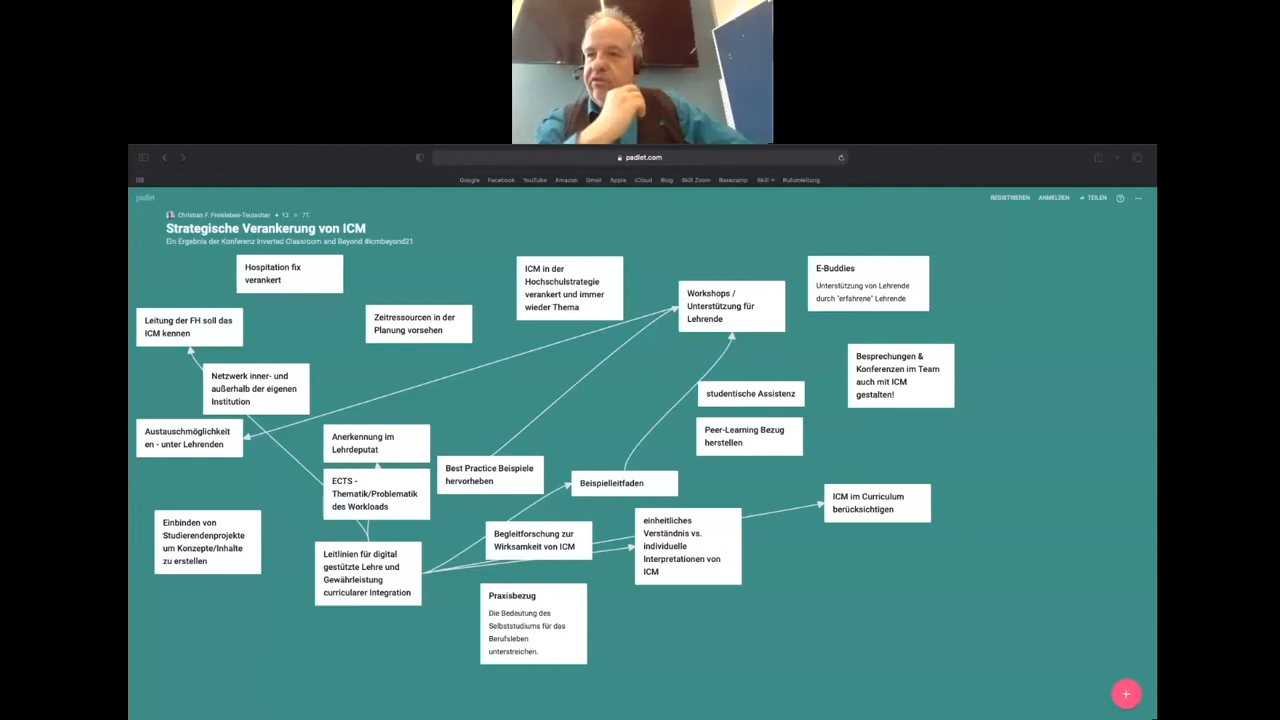 padlet.com
Google Facebook YouTube Amazon Gmail Apple iCloud Blog Skill Zoom Basecamp Skill Rufumleitung
padlet
REGISTRIEREN ANMELDEN TEILEN
Christian F. Freisleben-Teutscher 12 7T.
Strategische Verankerung von ICM
Ein Ergebnis der Konferenz Inverted Classroom and Beyond #icmbeyond21
Hospitation fix
verankert
ICM in der
Hochschulstrategie
verankert und immer
wieder Thema
E-Buddies
Unterstützung von Lehrende
durch "erfahrene" Lehrende
Workshops /
Unterstützung für
Lehrende
Leitung der FH soll das
ICM kennen
Zeitressourcen in der
Planung vorsehen
Besprechungen &
Konferenzen im Team
auch mit ICM
gestalten!
Netzwerk inner- und
außerhalb der eigenen
Institution
studentische Assistenz
Austauschmöglichkeit
en - unter Lehrenden
Anerkennung im
Lehrdeputat
Peer-Learning Bezug
herstellen
Best Practice Beispiele
hervorheben
ECTS -
Thematik/Problematik
des Workloads
Beispielleitfaden
ICM im Curriculum
berücksichtigen
Einbinden von
Studierendenprojekte
um Konzepte/Inhalte
zu erstellen
Begleitforschung zur
Wirksamkeit von ICM
einheitliches
Verständnis vs.
individuelle
Interpretationen von
ICM
Leitlinien für digital
gestützte Lehre und
Gewährleistung
curricularer Integration
Praxisbezug
Die Bedeutung des
Selbststudiums für das
Berufsleben
unterstreichen.